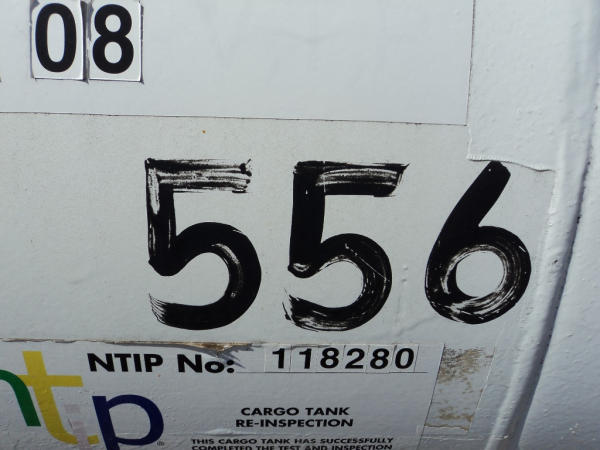 08
556
NTIP No: 118280
ntp
CARGO TANK
RE-INSPECTION
THIS CARGO TANK HAS SUCCESSFULLY
COMPLETED THE TEST AND INSPECTION